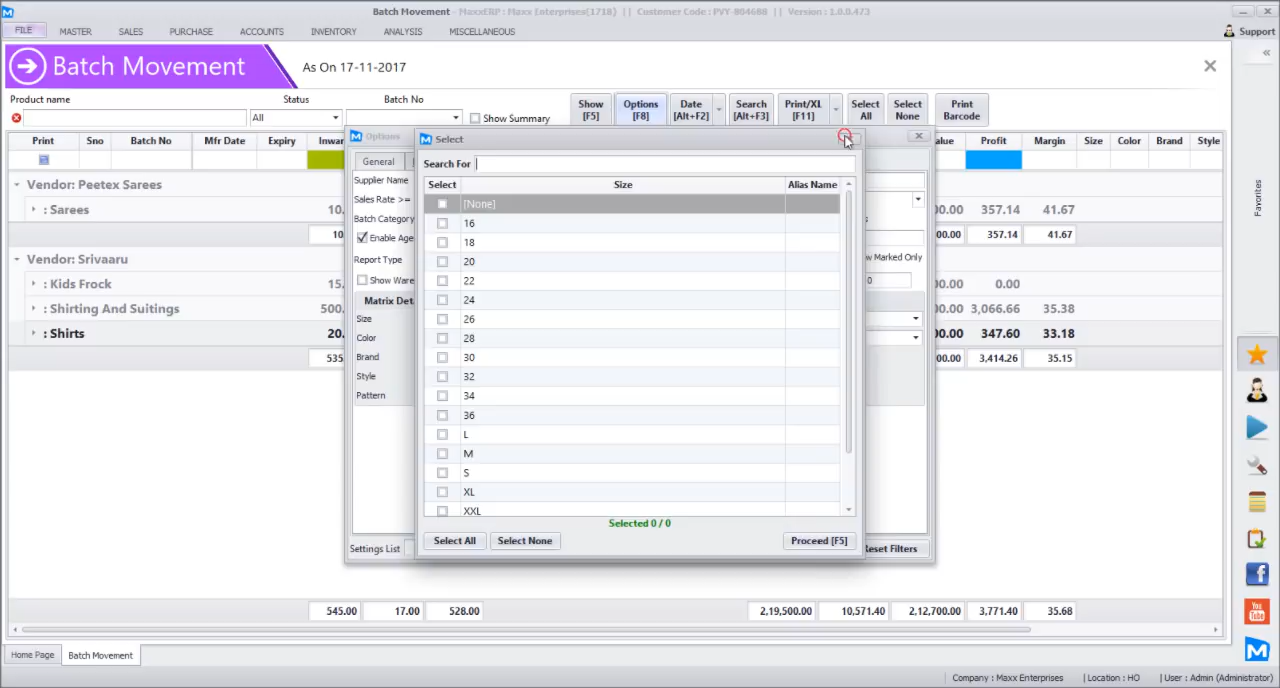 Batch Movement - MaxxERP : Maxx Enterprises[1718] || Customer Code : PVY-804688 || Version : 1.0.0.473
FILE MASTER SALES PURCHASE ACCOUNTS INVENTORY ANALYSIS MISCELLANEOUS Support
Batch Movement As On 17-11-2017
Product name Status Batch No
All Show Summary
Show [F5] Options [F8] Date [Alt+F2] Search [Alt+F3] Print/XL [F11] Select All Select None Print Barcode
Print Sno Batch No Mfr Date Expiry Inwar Profit Margin Size Color Brand Style
Options
General
Supplier Name
Sales Rate >=
Batch Category
Enable Age
Report Type
Show Ware
Matrix Det
Size
Color
Brand
Style
Pattern
Settings List
w Marked Only
0
Reset Filters
Select
Search For
Select Size Alias Name
[None]
16
18
20
22
24
26
28
30
32
34
36
L
M
S
XL
XXL
Selected 0 / 0
Select All Select None Proceed [F5]
Vendor: Peetex Sarees
: Sarees 10. 00.00 357.14 41.67
10 00.00 357.14 41.67
Vendor: Srivaaru
: Kids Frock 15. 00.00 0.00
: Shirting And Suitings 500. 00.00 3,066.66 35.38
: Shirts 20. 00.00 347.60 33.18
535 00.00 3,414.26 35.15
545.00 17.00 528.00 2,19,500.00 10,571.40 2,12,700.00 3,771.40 35.68
Favorites
You Tube
Home Page Batch Movement
Company : Maxx Enterprises | Location : HO | User : Admin (Administrator)